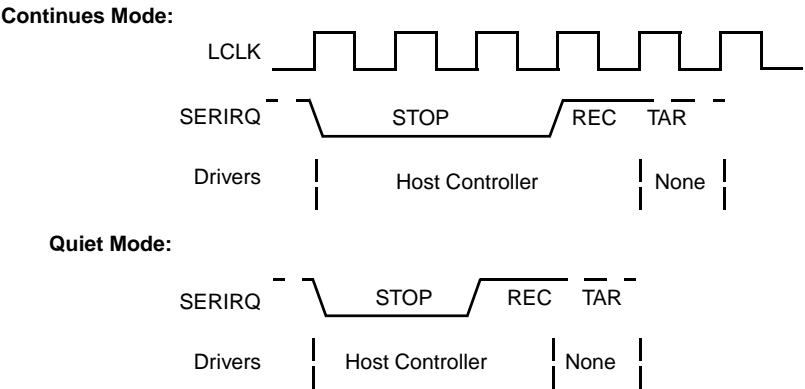 Continues Mode:
LCLK
SERIRQ STOP REC TAR
Drivers Host Controller None
Quiet Mode:
SERIRQ STOP REC TAR
Drivers Host Controller None